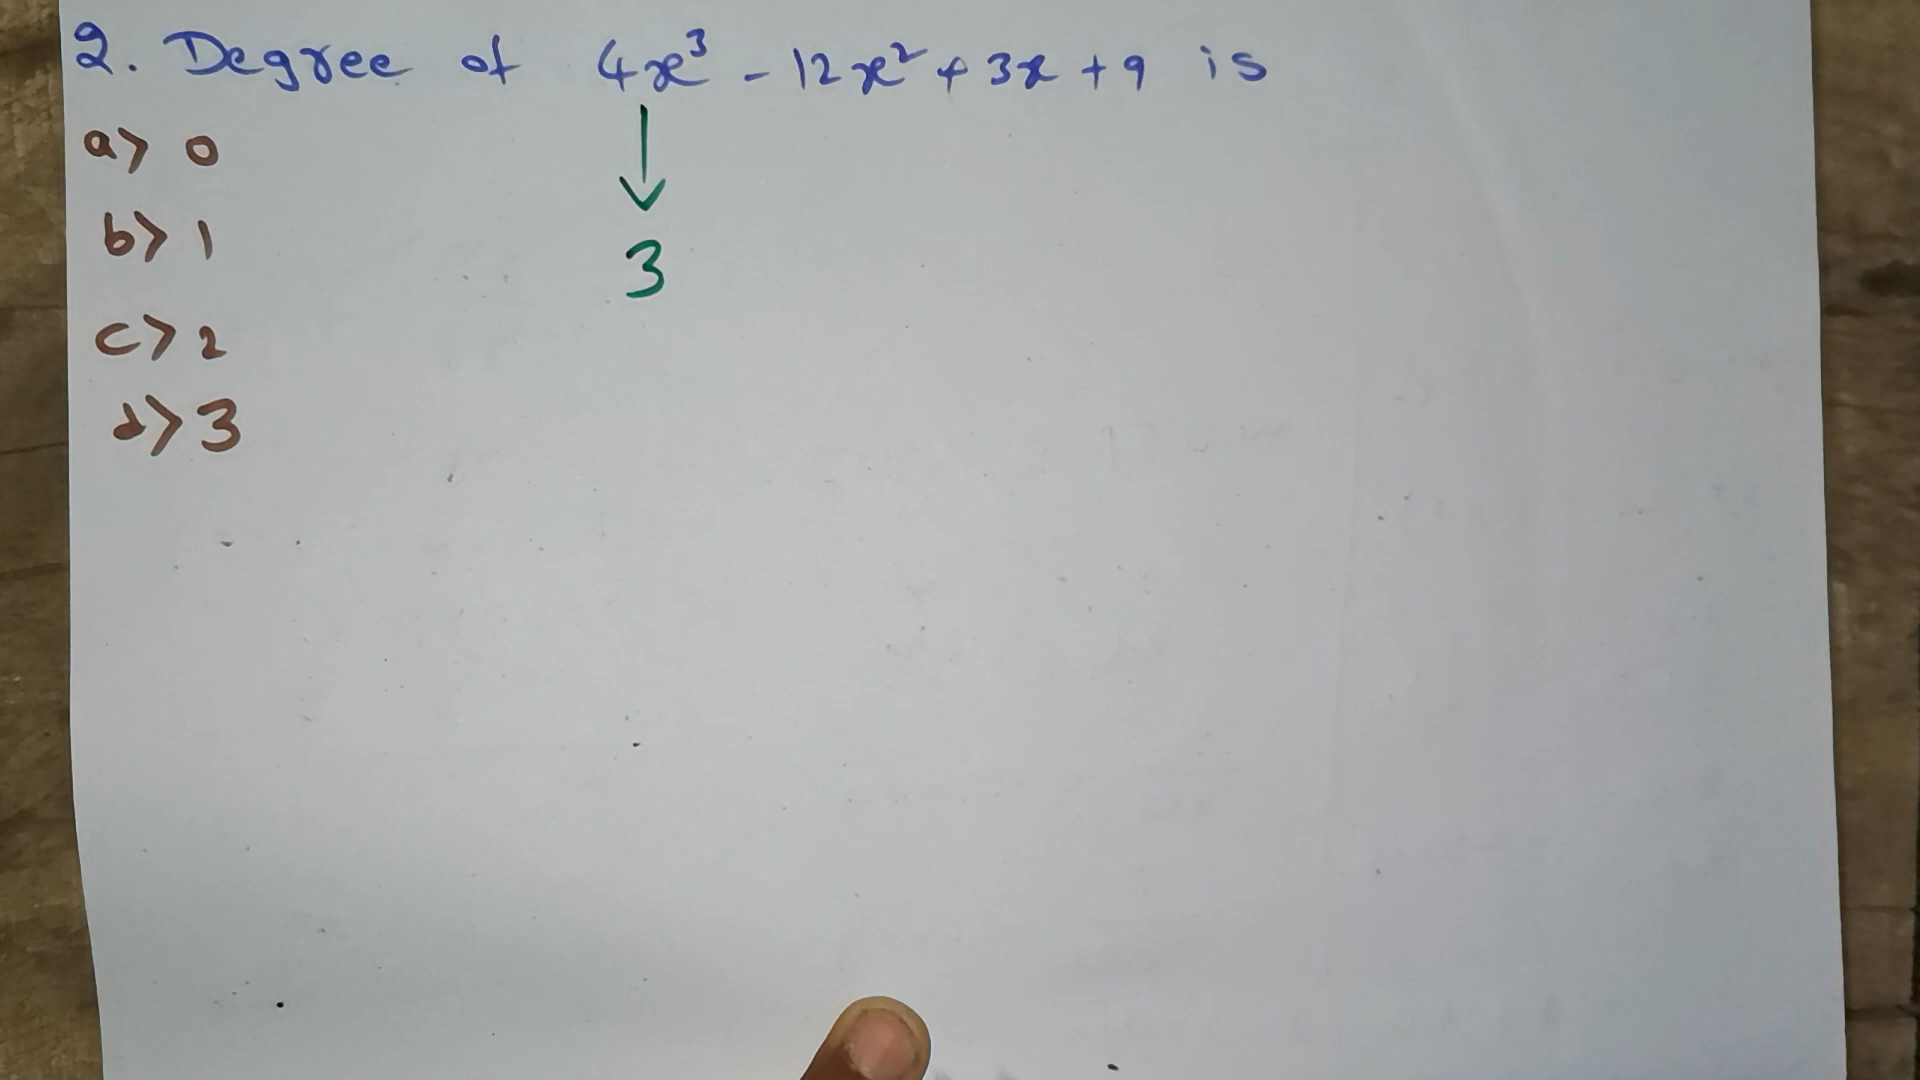 2. Degree of 4x³ - 12x² + 3x + 9 is
a> 0
↓
b> 1
3
c> 2
d> 3